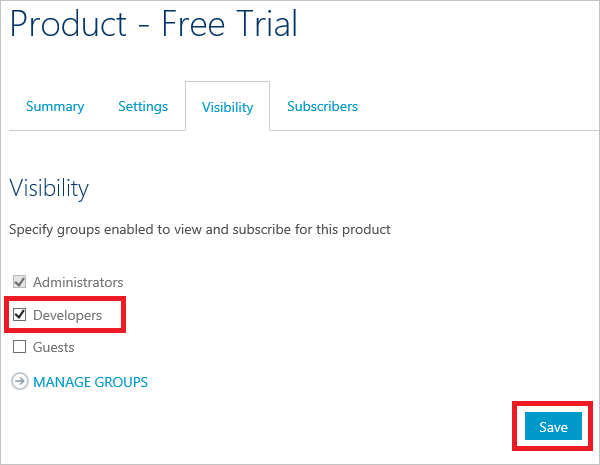 Product - Free Trial
Summary Settings Visibility Subscribers
Visibility
Specify groups enabled to view and subscribe for this product
Administrators
Developers
Guests
MANAGE GROUPS
Save